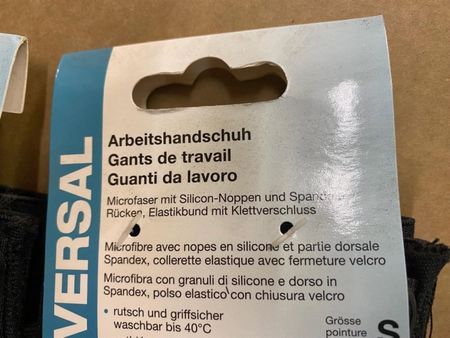 VERSAL
Arbeitshandschuh
Gants de travail
Guanti da lavoro
Microfaser mit Silicon-Noppen und Spandex
Rücken, Elastikbund mit Klettverschluss
Microfibre avec nopes en silicone et partie dorsale
Spandex, collerette elastique avec fermeture velcro
Microfibra con granuli di silicone e dorso in
Spandex, polso elastico con chiusura velcro
• rutsch und griffsicher
waschbar bis 40°C
Grösse
pointure
S